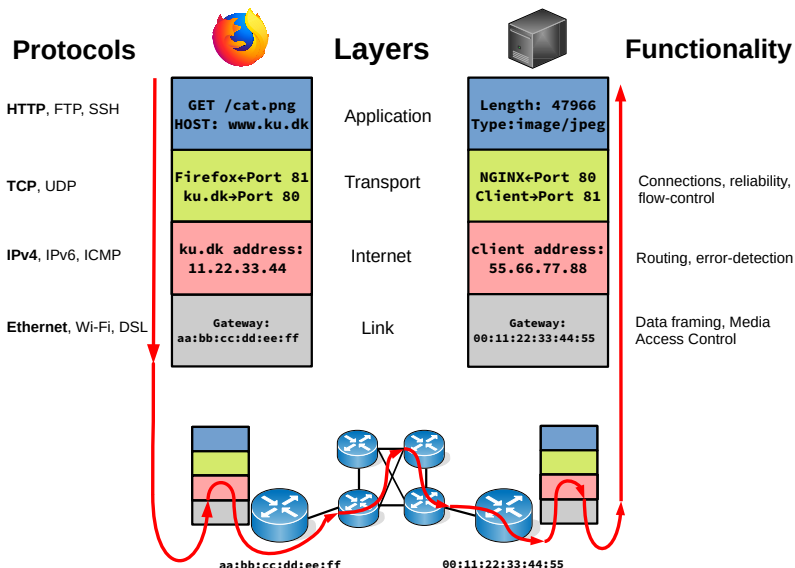 Protocols
Layers
Functionality
HTTP, FTP, SSH
GET /cat.png
HOST: www.ku.dk
Application
Length: 47966
Type:image/jpeg
TCP, UDP
Firefox←Port 81
ku.dk→Port 80
Transport
NGINX←Port 80
Client→Port 81
Connections, reliability,
flow-control
IPv4, IPv6, ICMP
ku.dk address:
11.22.33.44
Internet
client address:
55.66.77.88
Routing, error-detection
Ethernet, Wi-Fi, DSL
Gateway:
aa:bb:cc:dd:ee:ff
Link
Gateway:
00:11:22:33:44:55
Data framing, Media
Access Control
aa:bb:cc:dd:ee:ff
00:11:22:33:44:55